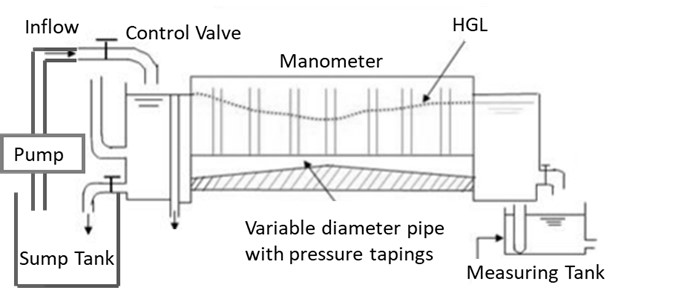 Inflow
Control Valve
HGL
Manometer
Pump
Variable diameter pipe
with pressure tapings
Sump Tank
Measuring Tank